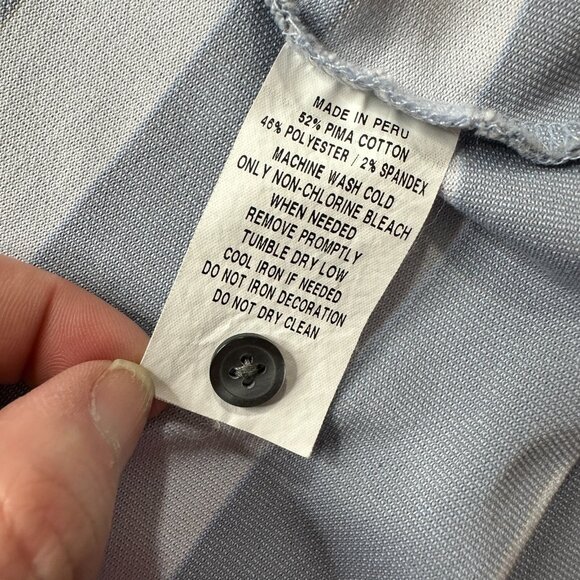 MADE IN PERU
52% PIMA COTTON
46% POLYESTER / 2% SPANDEX
MACHINE WASH COLD
ONLY NON-CHLORINE BLEACH
WHEN NEEDED
REMOVE PROMPTLY
TUMBLE DRY LOW
COOL IRON IF NEEDED
DO NOT IRON DECORATION
DO NOT DRY CLEAN